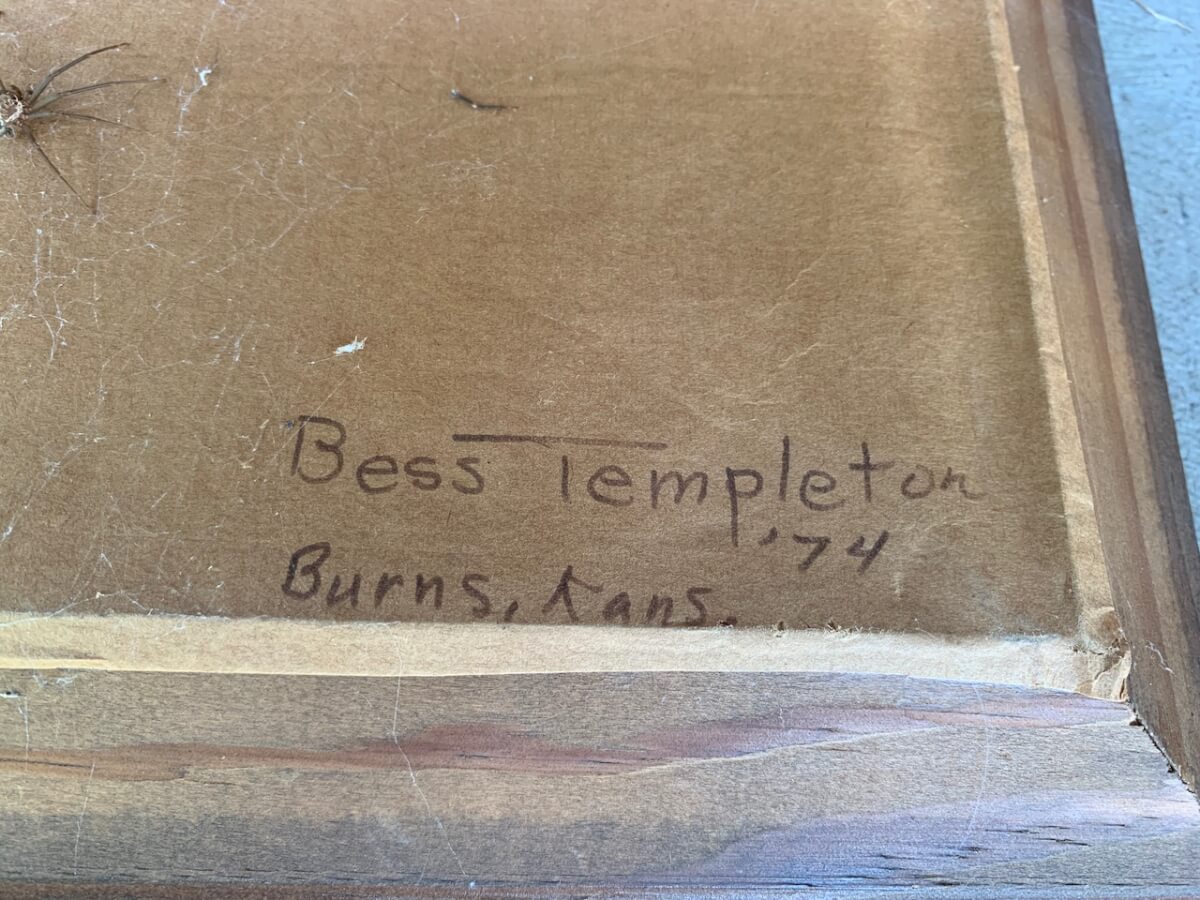 Bess Templeton
'74
Burns, Kans.